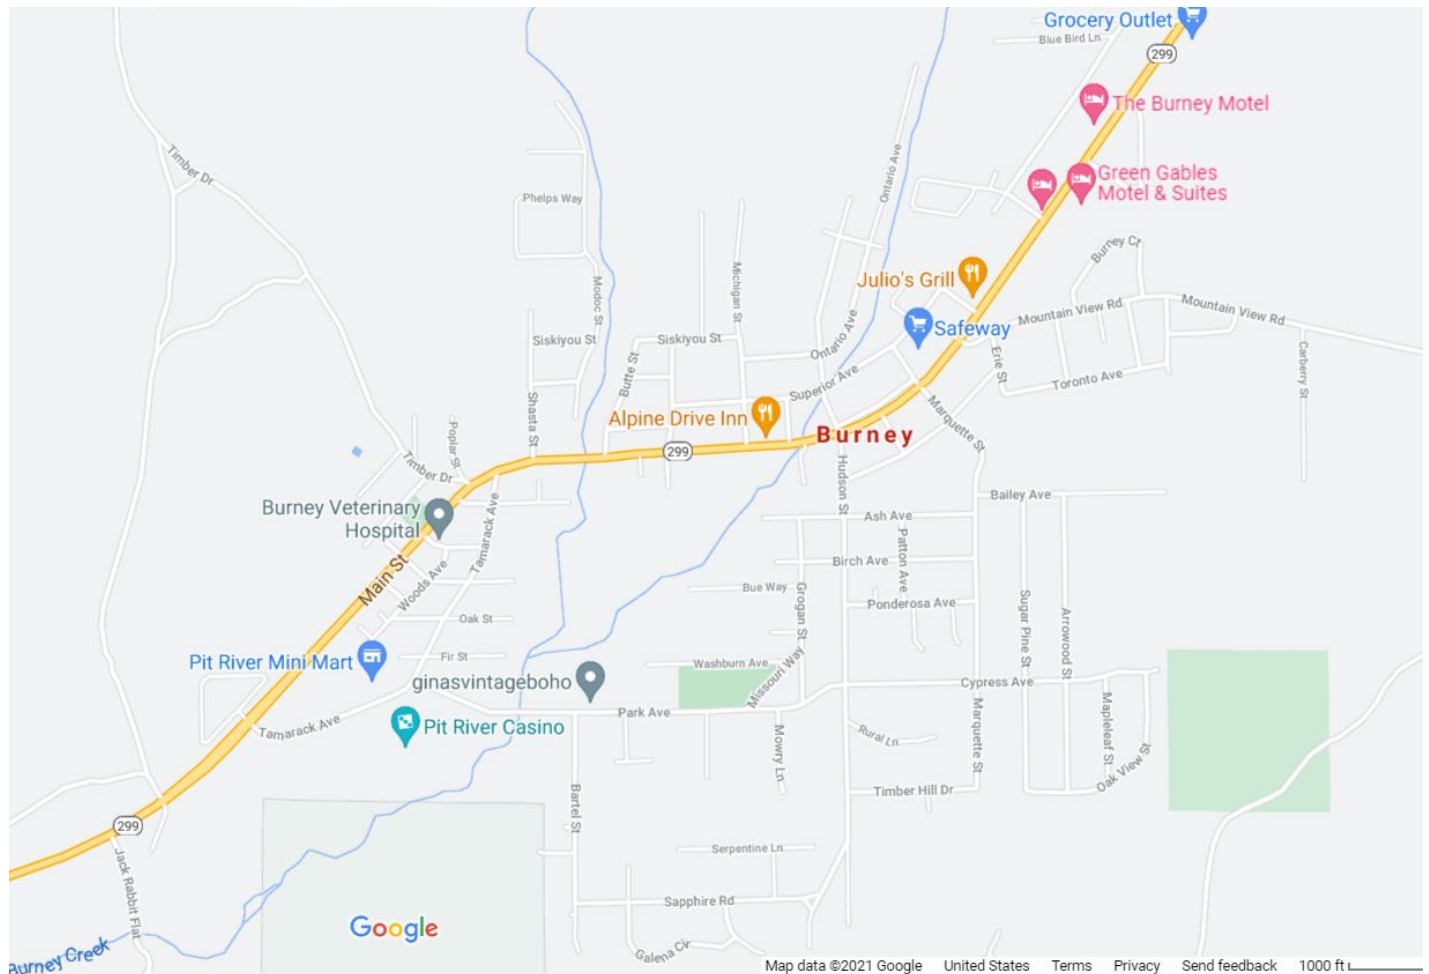 Grocery Outlet
Blue Bird Ln
299
The Burney Motel
Timber Dr
Ontario Ave
Green Gables
Motel & Suites
Phelps Way
Burney Ct
Julio's Grill
Michigan St
Modoc St
Mountain View Rd
Mountain View Rd
Safeway
Siskiyou St
Siskiyou St
Ontario Ave
Erie St
Carberry St
Butte St
Superior Ave
Toronto Ave
Shasta St
Alpine Drive Inn
Marquette St
Burney
Poplar St
299
Timber Dr
Hudson St
Bailey Ave
Burney Veterinary
Hospital
Tamarack Ave
Ash Ave
Patton Ave
Main St
Woods Ave
Birch Ave
Bue Way
Grogan St
Ponderosa Ave
Sugar Pine St
Arrowood St
Oak St
Fir St
Pit River Mini Mart
Washburn Ave
Missouri Way
ginasvintageboho
Cypress Ave
Park Ave
Tamarack Ave
Pit River Casino
Mowry Ln
Rural Ln
Marquette St
Mapleleaf St
Oak View St
Bartel St
Timber Hill Dr
299
Jack Rabbit Flat
Serpentine Ln
Sapphire Rd
Google
Galena Cir
Burney Creek
Map data ©2021 Google United States Terms Privacy Send feedback 1000 ft